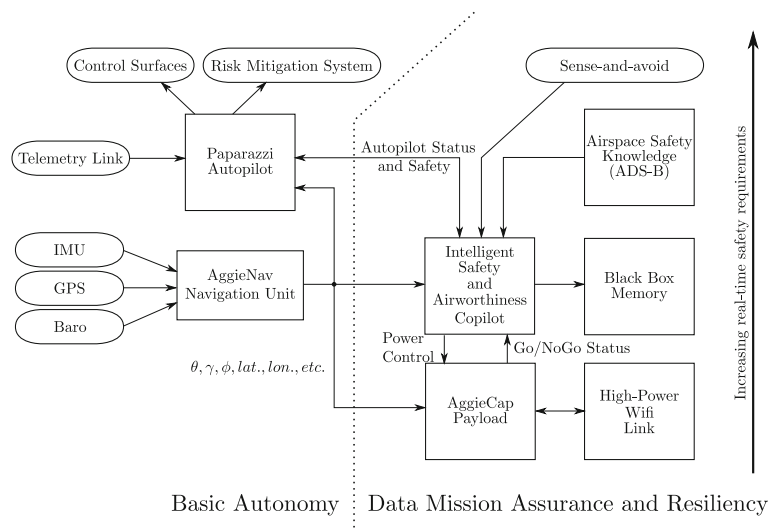 Control Surfaces
Risk Mitigation System
Sense-and-avoid
Telemetry Link
Paparazzi
Autopilot
Autopilot Status
and Safety
Airspace Safety
Knowledge
(ADS-B)
IMU
GPS
Baro
AggieNav
Navigation Unit
Intelligent
Safety
and
Airworthiness
Copilot
Black Box
Memory
Power
Control
Go/NoGo Status
θ, γ, ϕ, lat., lon., etc.
AggieCap
Payload
High-Power
Wifi
Link
Increasing real-time safety requirements
Basic Autonomy
Data Mission Assurance and Resiliency